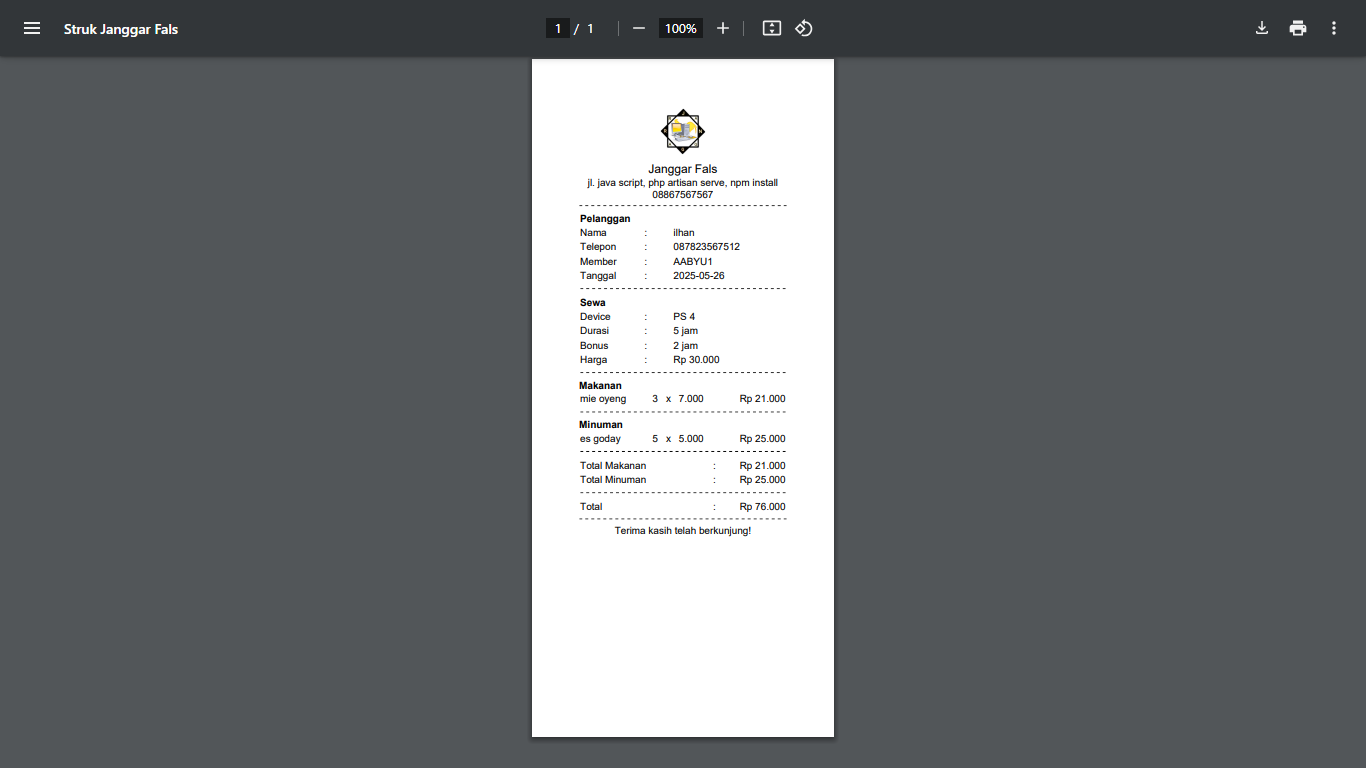 Struk Janggar Fals
1 / 1
100%
Janggar Fals
jl. java script, php artisan serve, npm install
08867567567
Pelanggan
Nama : ilhan
Telepon : 087823567512
Member : AABYU1
Tanggal : 2025-05-26
Sewa
Device : PS 4
Durasi : 5 jam
Bonus : 2 jam
Harga : Rp 30.000
Makanan
mie oyeng 3 x 7.000 Rp 21.000
Minuman
es goday 5 x 5.000 Rp 25.000
Total Makanan : Rp 21.000
Total Minuman : Rp 25.000
Total : Rp 76.000
Terima kasih telah berkunjung!